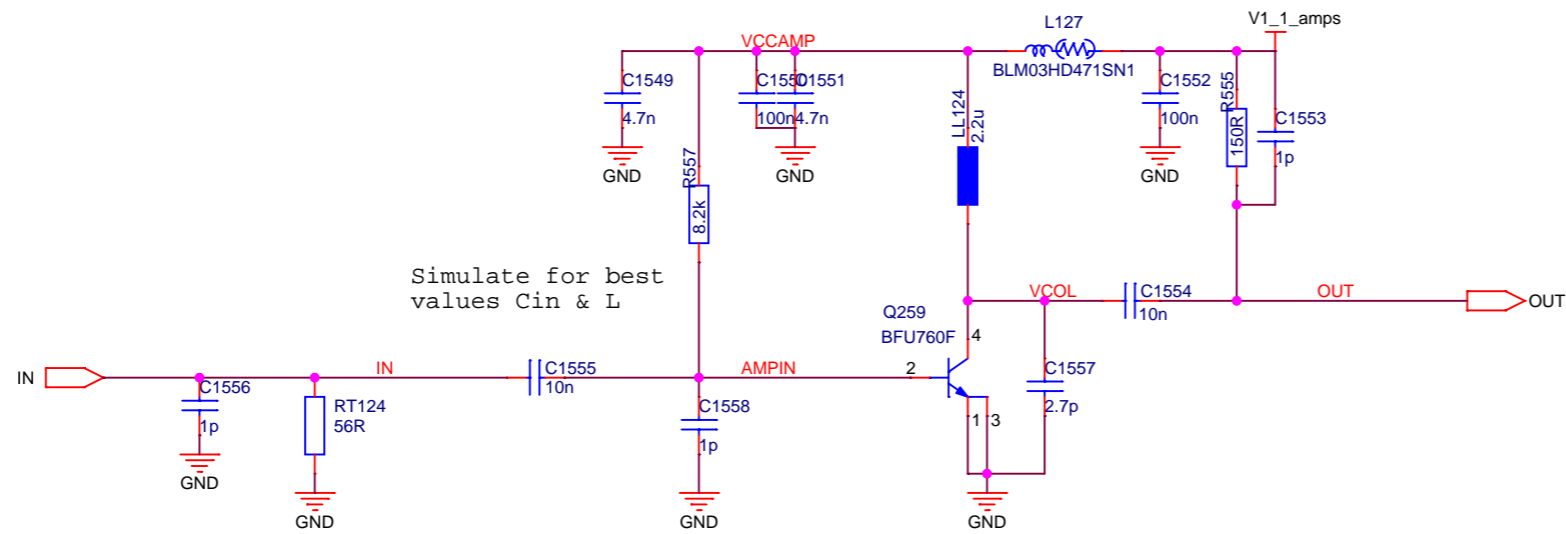 V1_1_amps
L127
BLM03HD471SN1
VCCAMP
C1549
4.7n
GND
C1550
100n
C1551
4.7n
GND
LL124
2.2u
C1552
100n
GND
R555
150R
C1553
1p
R557
8.2k
Simulate for best
values Cin & L
VCOL
C1554
10n
OUT
OUT
Q259
BFU760F
4
2
1
3
C1557
2.7p
GND
IN
IN
C1556
1p
GND
RT124
56R
GND
C1555
10n
AMPIN
C1558
1p
GND